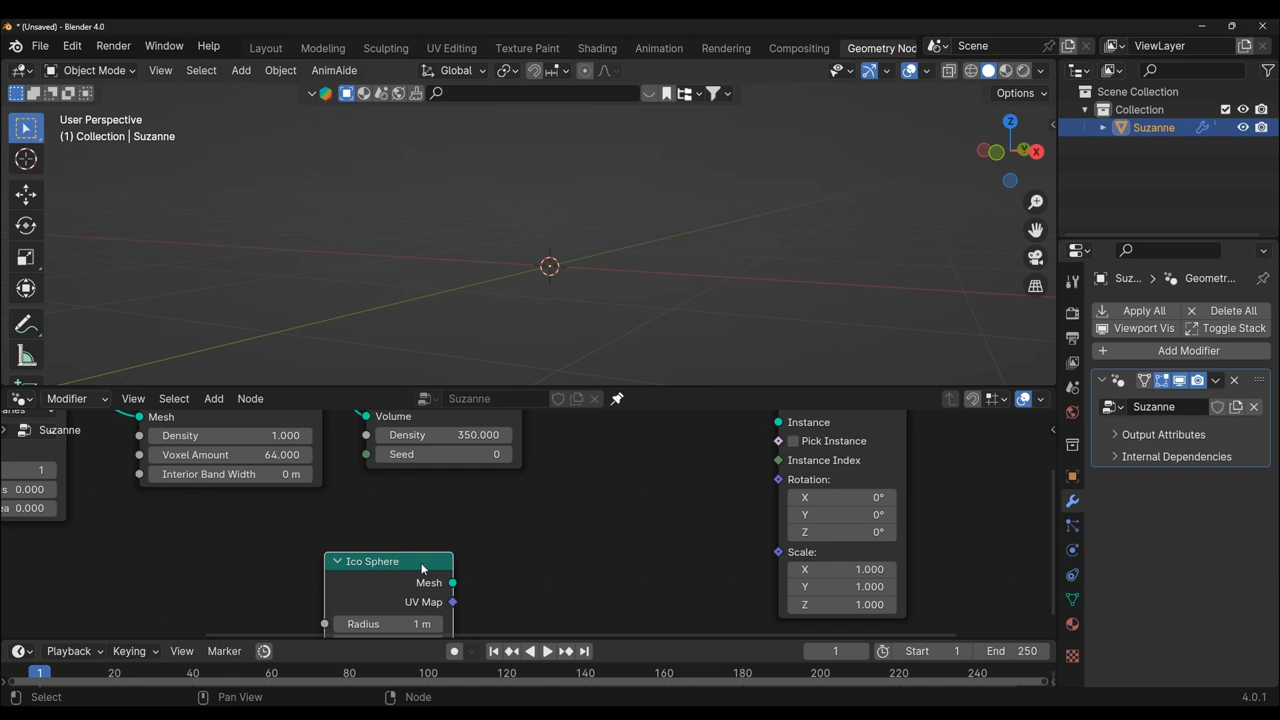 * (Unsaved) - Blender 4.0
File Edit Render Window Help Layout Modeling Sculpting UV Editing Texture Paint Shading Animation Rendering Compositing Geometry Nod Scene ViewLayer
Object Mode View Select Add Object AnimAide Global
Options
User Perspective
(1) Collection | Suzanne
Z
Y
X
Scene Collection
Collection
Suzanne
Suz... > Geometr...
Apply All Delete All
Viewport Vis Toggle Stack
Add Modifier
Suzanne
Output Attributes
Internal Dependencies
Modifier View Select Add Node Suzanne
Suzanne
1
0.000
0.000
Mesh
Density 1.000
Voxel Amount 64.000
Interior Band Width 0 m
Volume
Density 350.000
Seed 0
Instance
Pick Instance
Instance Index
Rotation:
X 0°
Y 0°
Z 0°
Scale:
X 1.000
Y 1.000
Z 1.000
Ico Sphere
Mesh
UV Map
Radius 1 m
Playback Keying View Marker 1 Start 1 End 250
1 20 40 60 80 100 120 140 160 180 200 220 240
Select Pan View Node 4.0.1